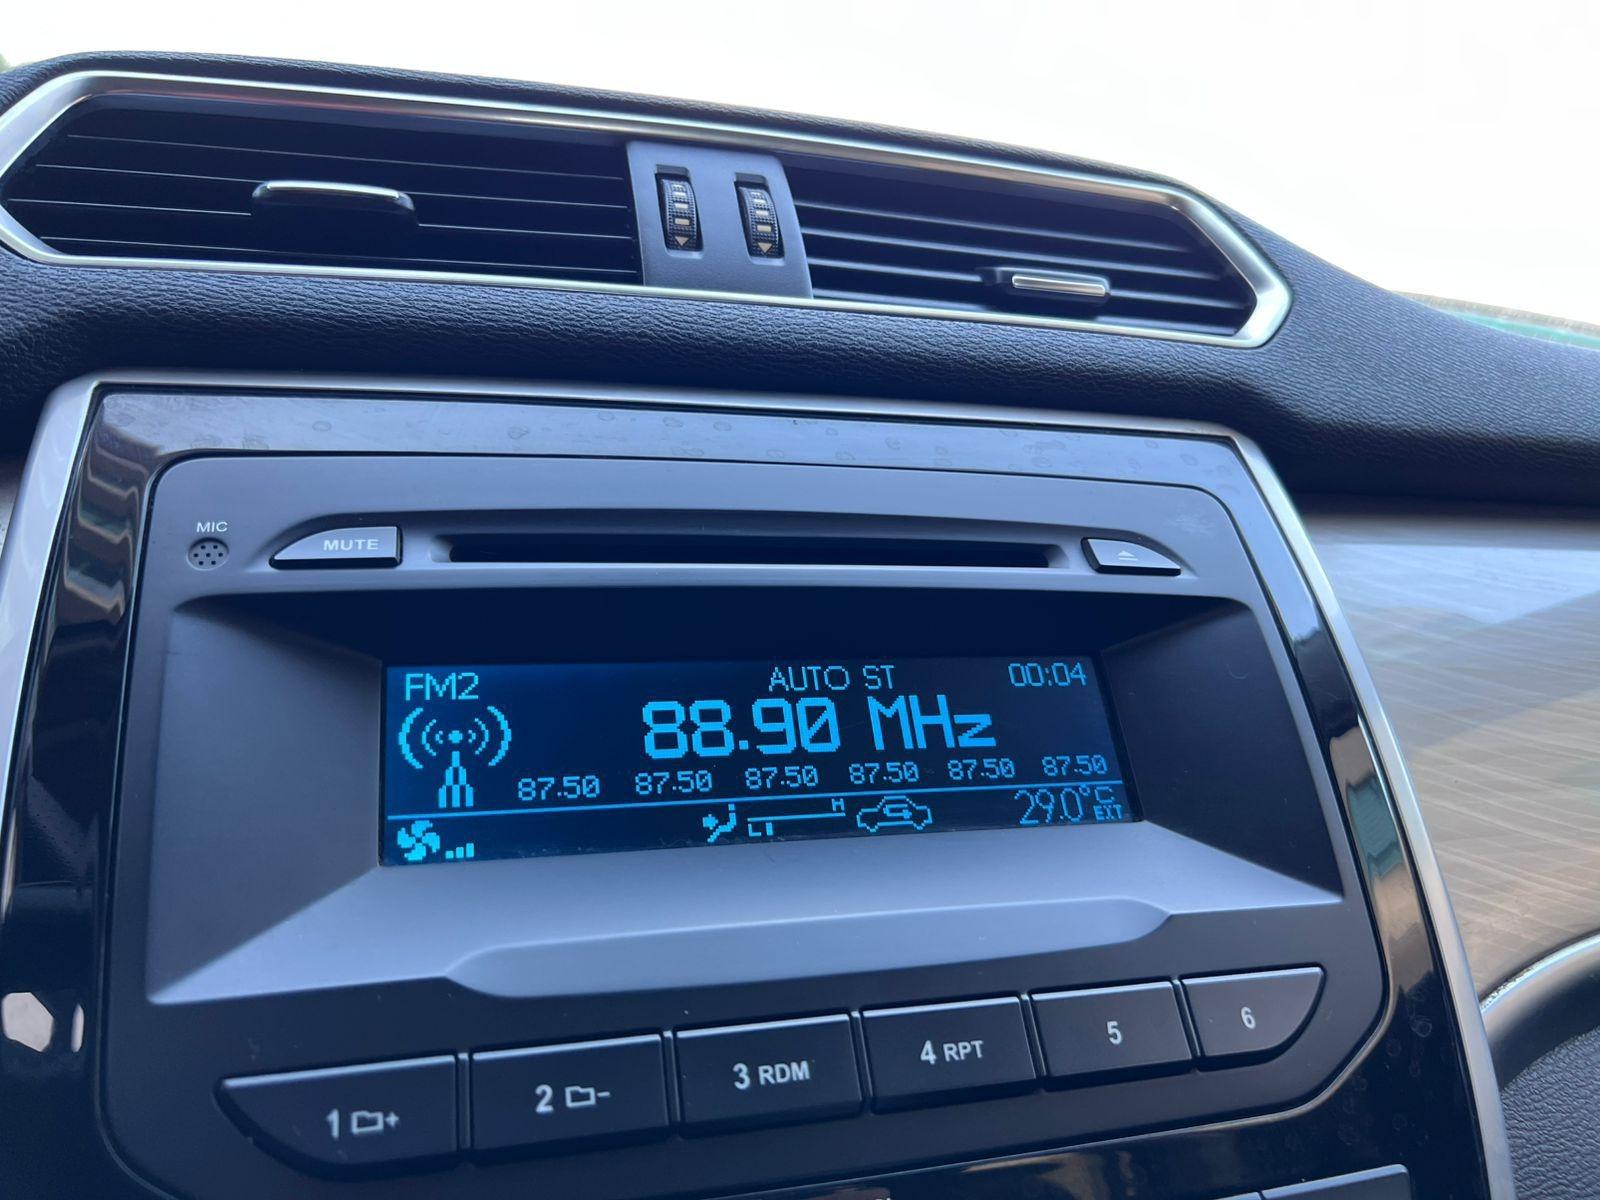 MIC
MUTE
FM2 AUTO ST 00:04
88.90 MHz
87.50 87.50 87.50 87.50 87.50 87.50
L H 29.0°C
EXT
1 + 2 - 3 RDM 4 RPT 5 6